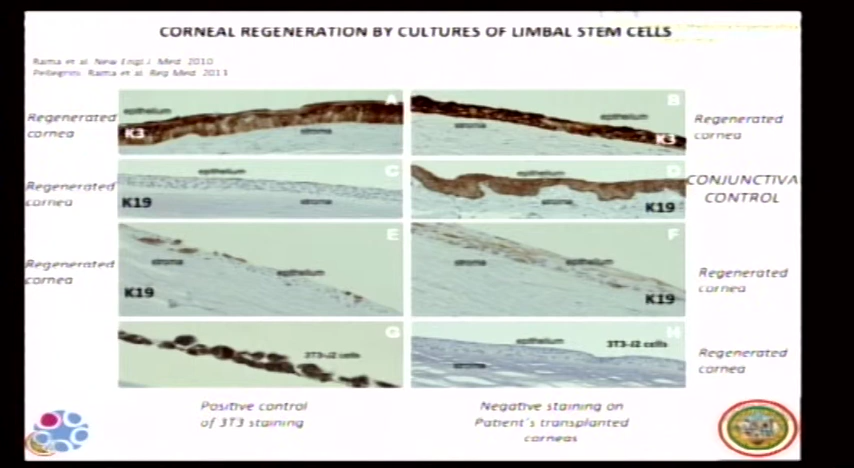 CORNEAL REGENERATION BY CULTURES OF LIMBAL STEM CELLS
Rama et al. New Engl J Med 2010
Pellegrini, Rama et al. Reg Med 2011
Regenerated cornea
epithelium
A
K3
stroma
epithelium
B
stroma
K3
Regenerated cornea
Regenerated cornea
epithelium
C
K19
stroma
epithelium
D
stroma
K19
CONJUNCTIVA
CONTROL
Regenerated cornea
E
stroma
epithelium
K19
F
stroma
epithelium
K19
Regenerated cornea
G
3T3-J2 cells
epithelium
H
3T3-J2 cells
stroma
Regenerated cornea
Positive control
of 3T3 staining
Negative staining on
Patient's transplanted
corneas